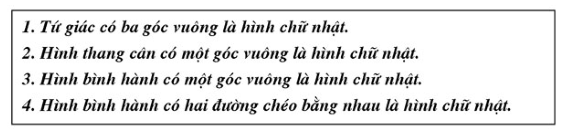 1. Tứ giác có ba góc vuông là hình chữ nhật.
2. Hình thang cân có một góc vuông là hình chữ nhật.
3. Hình bình hành có một góc vuông là hình chữ nhật.
4. Hình bình hành có hai đường chéo bằng nhau là hình chữ nhật.